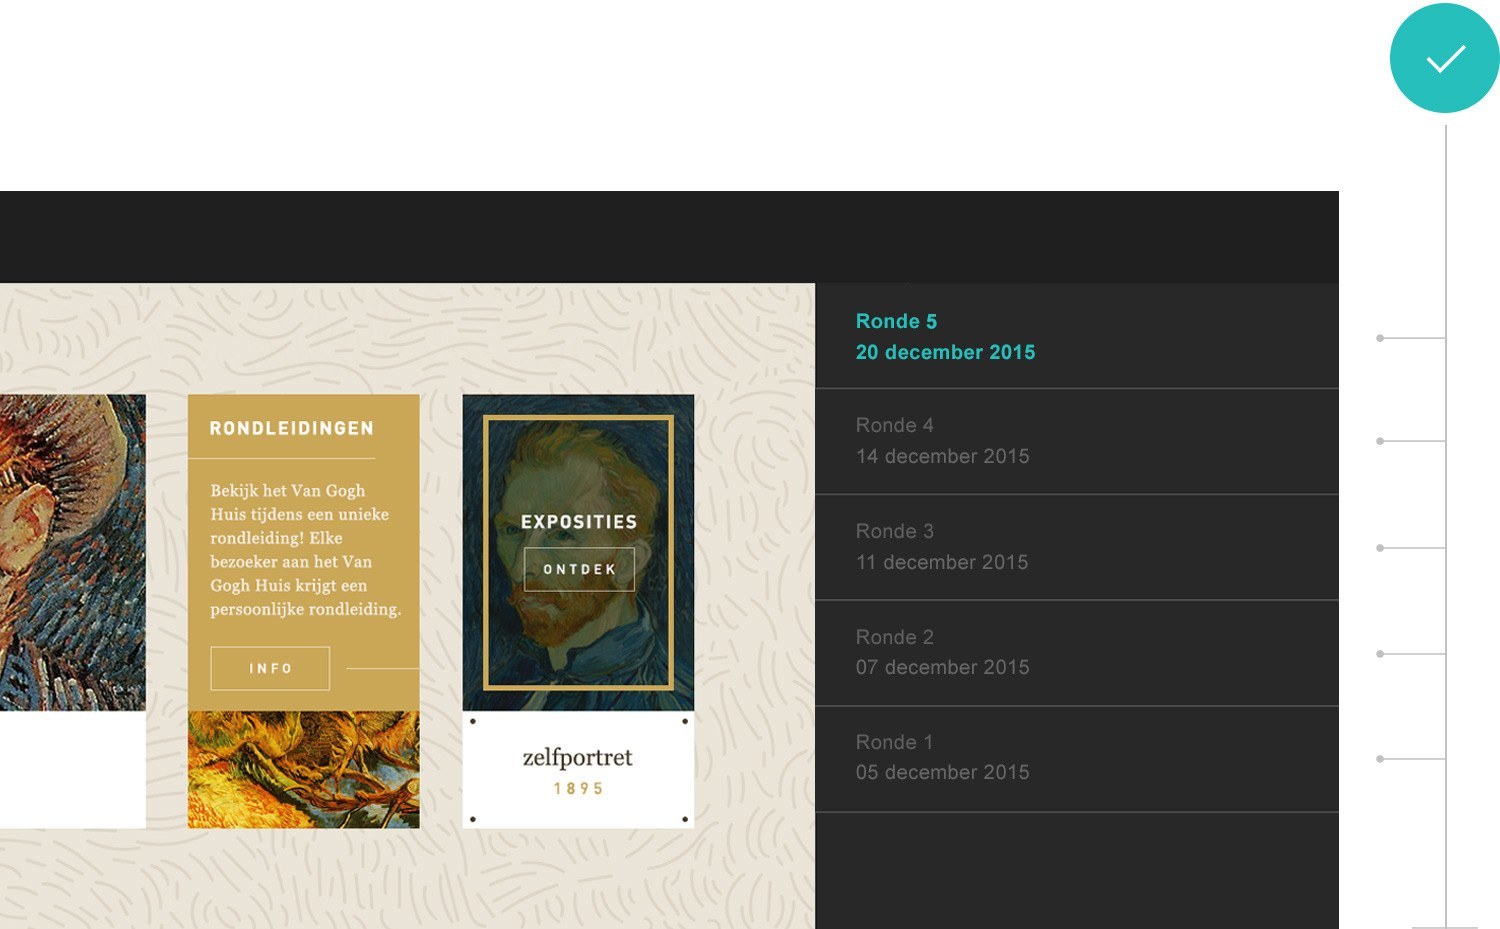 RONDLEIDINGEN
Bekijk het Van Gogh
Huis tijdens een unieke
rondleiding! Elke
bezoeker aan het Van
Gogh Huis krijgt een
persoonlijke rondleiding.
INFO
EXPOSITIES
ONTDEK
zelfportret
1895
Ronde 5
20 december 2015
Ronde 4
14 december 2015
Ronde 3
11 december 2015
Ronde 2
07 december 2015
Ronde 1
05 december 2015